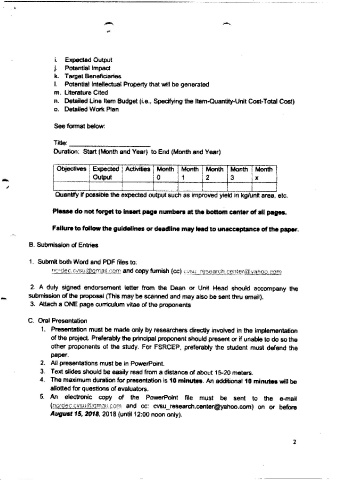 i. Expected Output
j. Potential Impact
k. Target Beneficiaries
l. Potential Intellectual Property that will be generated
m. Literature Cited
n. Detailed Line Item Budget (i.e., Specifying the Item-Quantity-Unit Cost-Total Cost)
o. Detailed Work Plan
See format below:
Title:
Duration: Start (Month and Year) to End (Month and Year)
Objectives Expected Activities Month Month Month Month Month
Output 0 1 2 3 x
Quantify if possible the expected output such as improved yield in kg/unit area, etc.
Please do not forget to insert page numbers at the bottom center of all pages.
Failure to follow the guidelines or deadline may lead to unacceptance of the paper.
B. Submission of Entries
1. Submit both Word and PDF files to:
and copy furnish (cc) cvsu_research.center@yahoo.com
2. A duly signed endorsement letter from the Dean or Unit Head should accompany the
submission of the proposal (This may be scanned and may also be sent thru email).
3. Attach a ONE page curriculum vitae of the proponents
C. Oral Presentation
1. Presentation must be made only by researchers directly involved in the implementation
of the project. Preferably the principal proponent should present or if unable to do so the
other proponents of the study. For FSRCEP, preferably the student must defend the
paper.
2. All presentations must be in PowerPoint.
3. Text slides should be easily read from a distance of about 15-20 meters.
4. The maximum duration for presentation is 10 minutes. An additional 10 minutes will be
allotted for questions of evaluators.
5. An electronic copy of the PowerPoint file must be sent to the e-mail
and cc: cvsu_research.center@yahoo.com) on or before
August 15, 2018, 2018 (until 12:00 noon only).
2